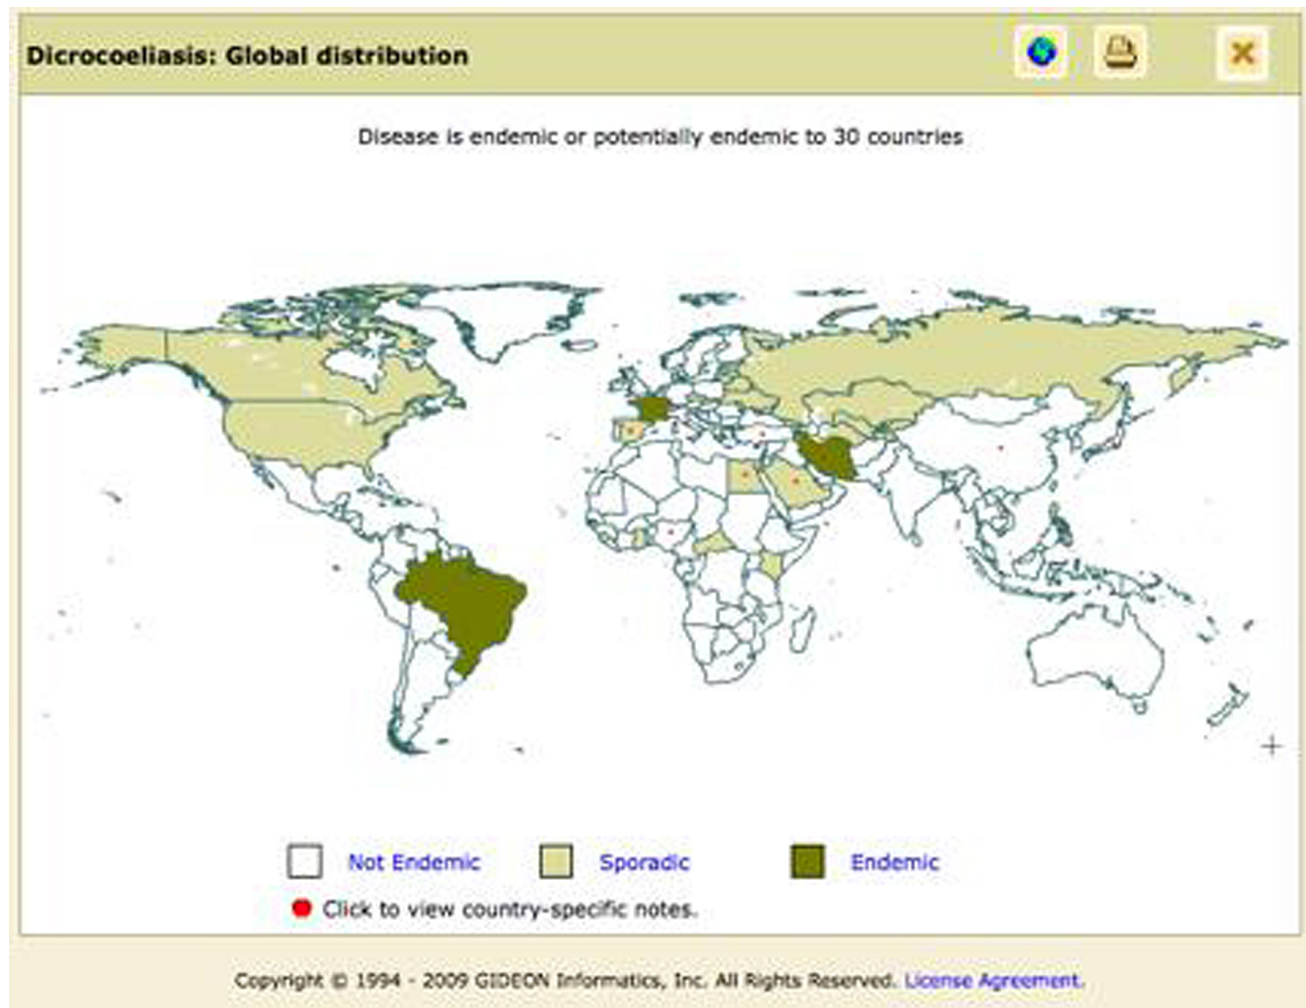 Dicrocoeliasis: Global distribution
Disease is endemic or potentially endemic to 30 countries
Not Endemic Sporadic Endemic
Click to view country-specific notes.
Copyright © 1994 - 2009 GIDEON Informatics, Inc. All Rights Reserved. License Agreement.